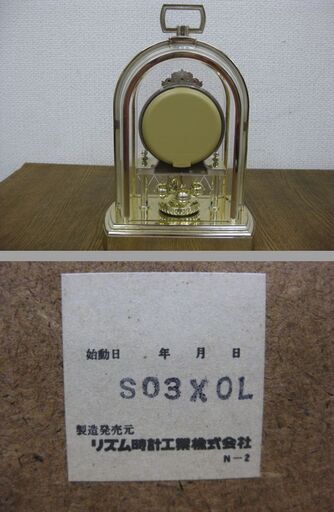 始動日 年 月 日
S03X0L
製造発売元
リズム時計工業株式会社
N－2